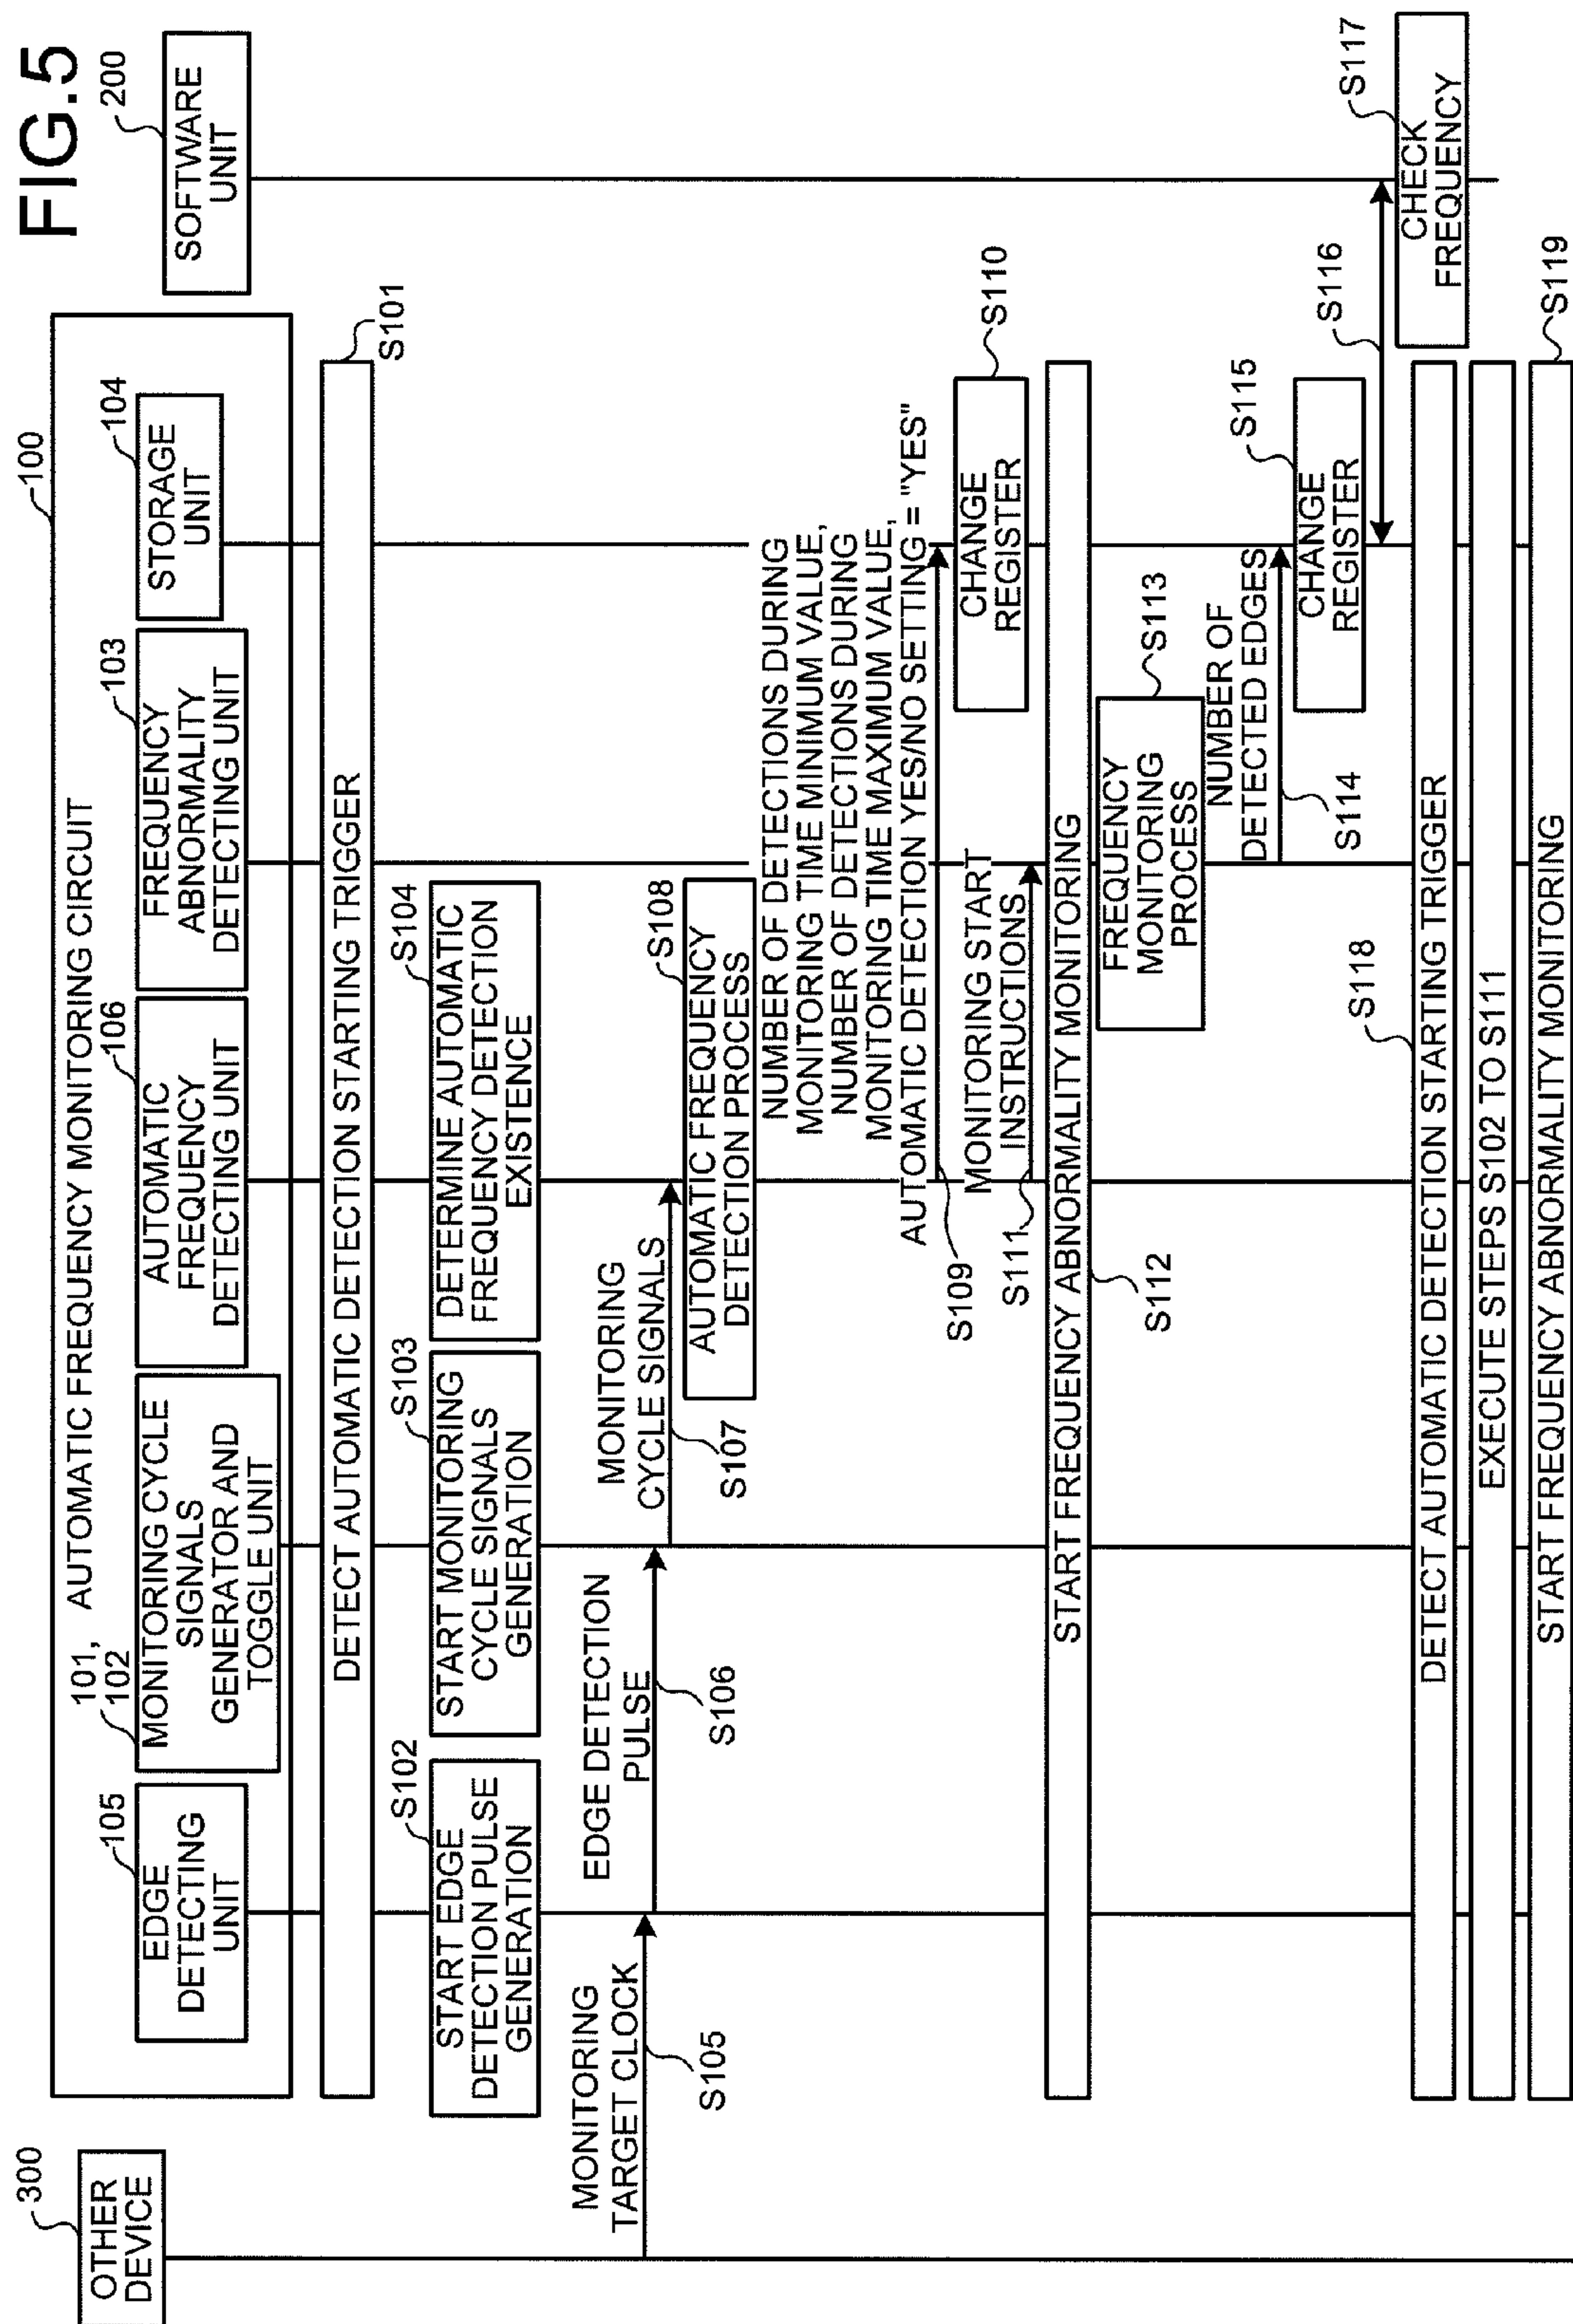 FIG.5
300
OTHER
DEVICE
100
AUTOMATIC FREQUENCY MONITORING CIRCUIT
105
EDGE
DETECTING
UNIT
101,
102
MONITORING CYCLE
SIGNALS
GENERATOR AND
TOGGLE UNIT
106
AUTOMATIC
FREQUENCY
DETECTING UNIT
103
FREQUENCY
ABNORMALITY
DETECTING UNIT
104
STORAGE
UNIT
200
SOFTWARE
UNIT
DETECT AUTOMATIC DETECTION STARTING TRIGGER
S101
S102
START EDGE
DETECTION PULSE
GENERATION
S103
START MONITORING
CYCLE SIGNALS
GENERATION
S104
DETERMINE AUTOMATIC
FREQUENCY DETECTION
EXISTENCE
MONITORING
TARGET CLOCK
S105
EDGE DETECTION
PULSE
S106
MONITORING
CYCLE SIGNALS
S107
S108
AUTOMATIC FREQUENCY
DETECTION PROCESS
NUMBER OF DETECTIONS DURING
MONITORING TIME MINIMUM VALUE,
NUMBER OF DETECTIONS DURING
MONITORING TIME MAXIMUM VALUE,
AUTOMATIC DETECTION YES/NO SETTING = "YES"
S109
S110
CHANGE
REGISTER
MONITORING START
INSTRUCTIONS
S111
START FREQUENCY ABNORMALITY MONITORING
S112
S113
FREQUENCY
MONITORING
PROCESS
NUMBER OF
DETECTED EDGES
S114
S115
CHANGE
REGISTER
S116
S117
CHECK
FREQUENCY
S118
DETECT AUTOMATIC DETECTION STARTING TRIGGER
EXECUTE STEPS S102 TO S111
START FREQUENCY ABNORMALITY MONITORING
S119